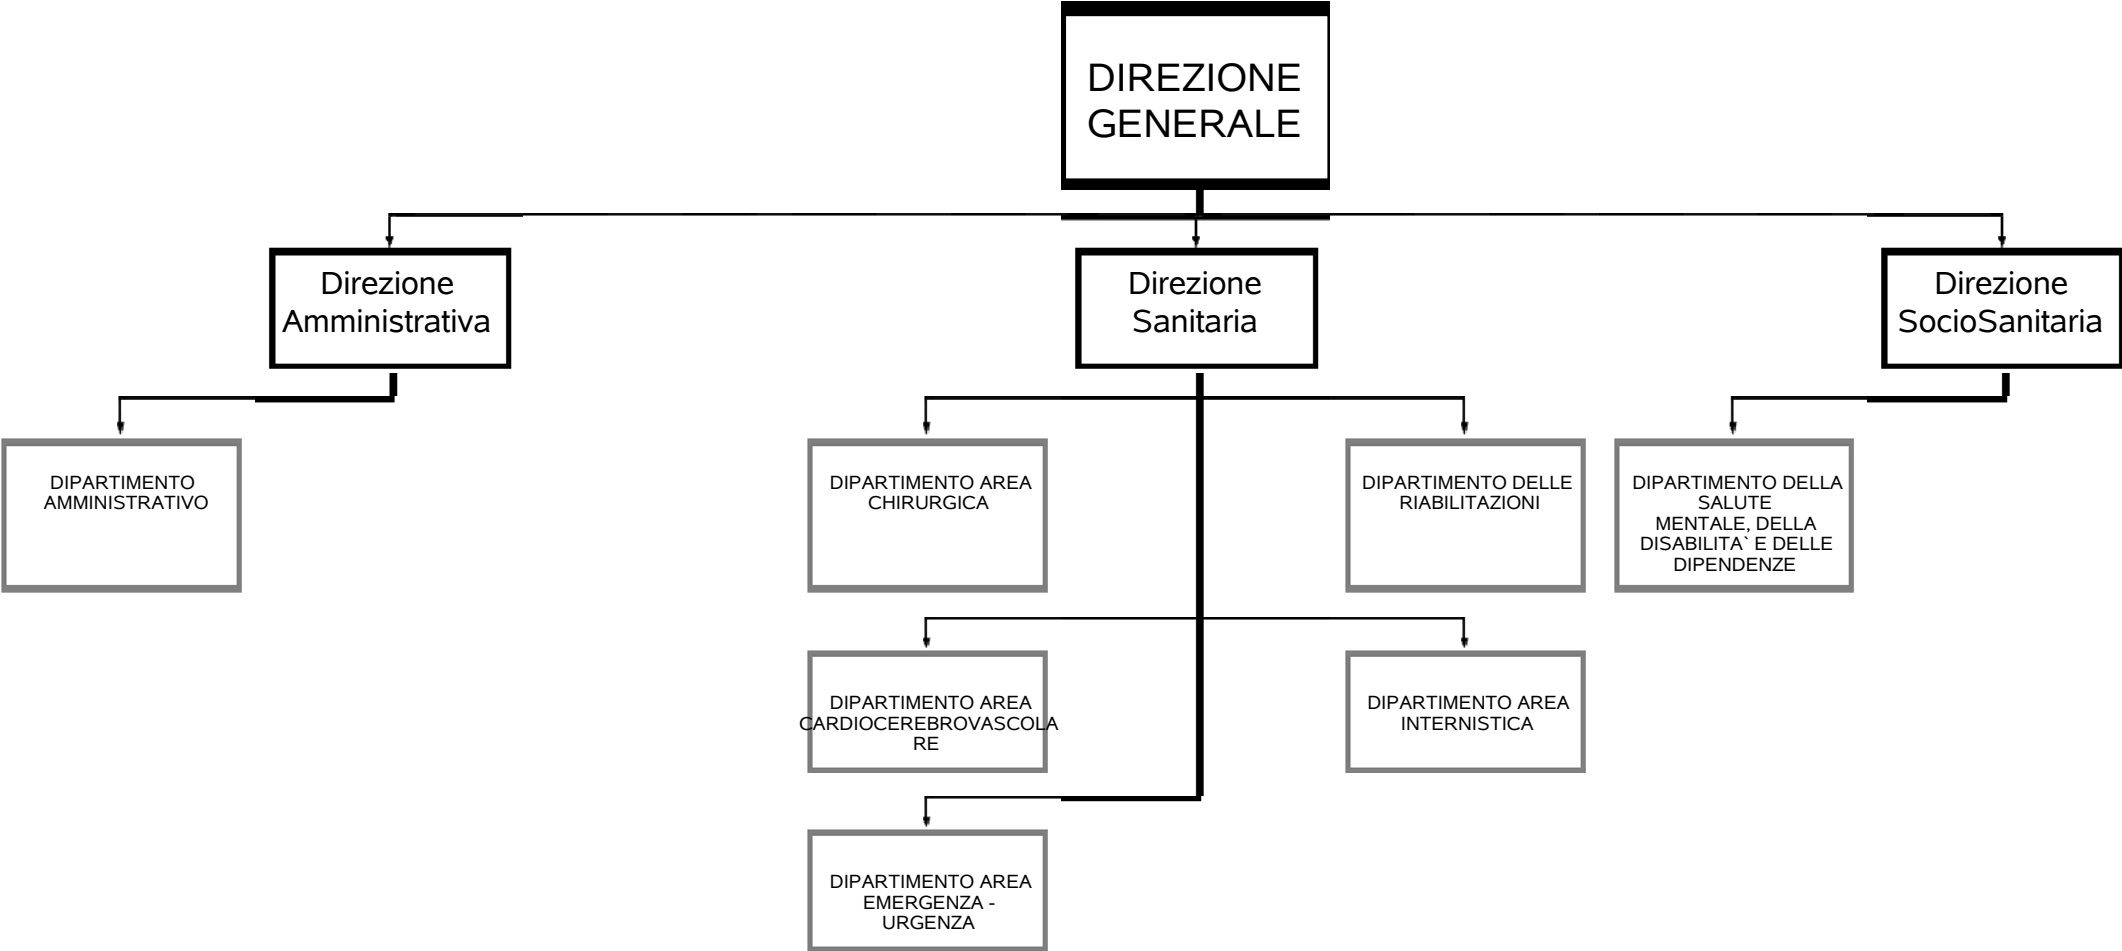 DIREZIONE
GENERALE
Direzione
Amministrativa
Direzione
Sanitaria
Direzione
SocioSanitaria
DIPARTIMENTO
AMMINISTRATIVO
DIPARTIMENTO AREA
CHIRURGICA
DIPARTIMENTO DELLE
RIABILITAZIONI
DIPARTIMENTO DELLA
SALUTE
MENTALE, DELLA
DISABILITA` E DELLE
DIPENDENZE
DIPARTIMENTO AREA
CARDIOCEREBROVASCOLA
RE
DIPARTIMENTO AREA
INTERNISTICA
DIPARTIMENTO AREA
EMERGENZA -
URGENZA